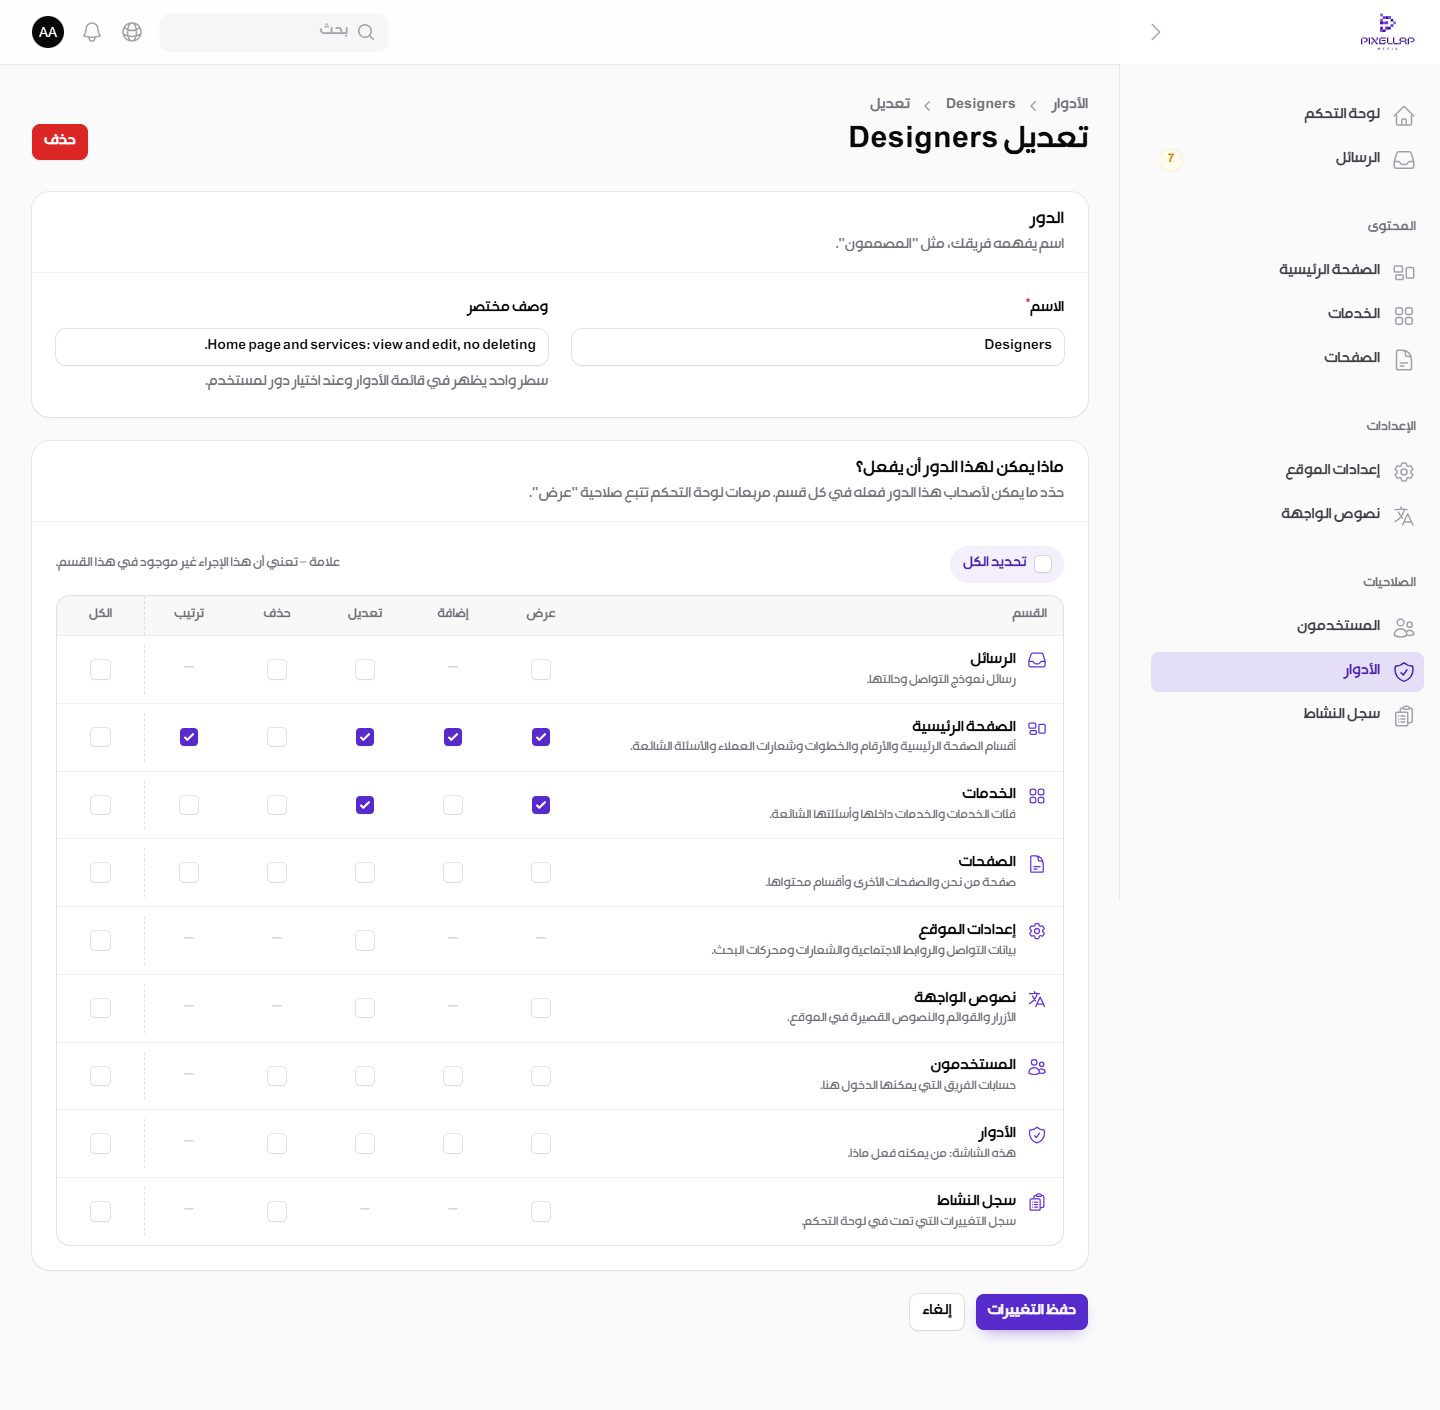 PIXELLAP
MEDIA
بحث
AA
لوحة التحكم
الرسائل
7
المحتوى
الصفحة الرئيسية
الخدمات
الصفحات
الإعدادات
إعدادات الموقع
نصوص الواجهة
الصلاحيات
المستخدمون
الأدوار
سجل النشاط
الأدوار Designers تعديل
تعديل Designers
حذف
الدور
اسم يفهمه فريقك، مثل "المصممون".
الاسم*
Designers
وصف مختصر
Home page and services: view and edit, no deleting.
سطر واحد يظهر في قائمة الأدوار وعند اختيار دور لمستخدم.
ماذا يمكن لهذا الدور أن يفعل؟
حدّد ما يمكن لأصحاب هذا الدور فعله في كل قسم. مربعات لوحة التحكم تتبع صلاحية "عرض".
تحديد الكل
علامة – تعني أن هذا الإجراء غير موجود في هذا القسم.
القسم عرض إضافة تعديل حذف ترتيب الكل
الرسائل – –
رسائل نموذج التواصل وحالتها.
الصفحة الرئيسية
أقسام الصفحة الرئيسية والأرقام والخطوات وشعارات العملاء والأسئلة الشائعة.
الخدمات
فئات الخدمات والخدمات داخلها وأسئلتها الشائعة.
الصفحات
صفحة من نحن والصفحات الأخرى وأقسام محتواها.
إعدادات الموقع – – – –
بيانات التواصل والروابط الاجتماعية والشعارات ومحركات البحث.
نصوص الواجهة – – –
الأزرار والقوائم والنصوص القصيرة في الموقع.
المستخدمون –
حسابات الفريق التي يمكنها الدخول هنا.
الأدوار –
هذه الشاشة: من يمكنه فعل ماذا.
سجل النشاط – – –
سجل التغييرات التي تمت في لوحة التحكم.
حفظ التغييرات
إلغاء